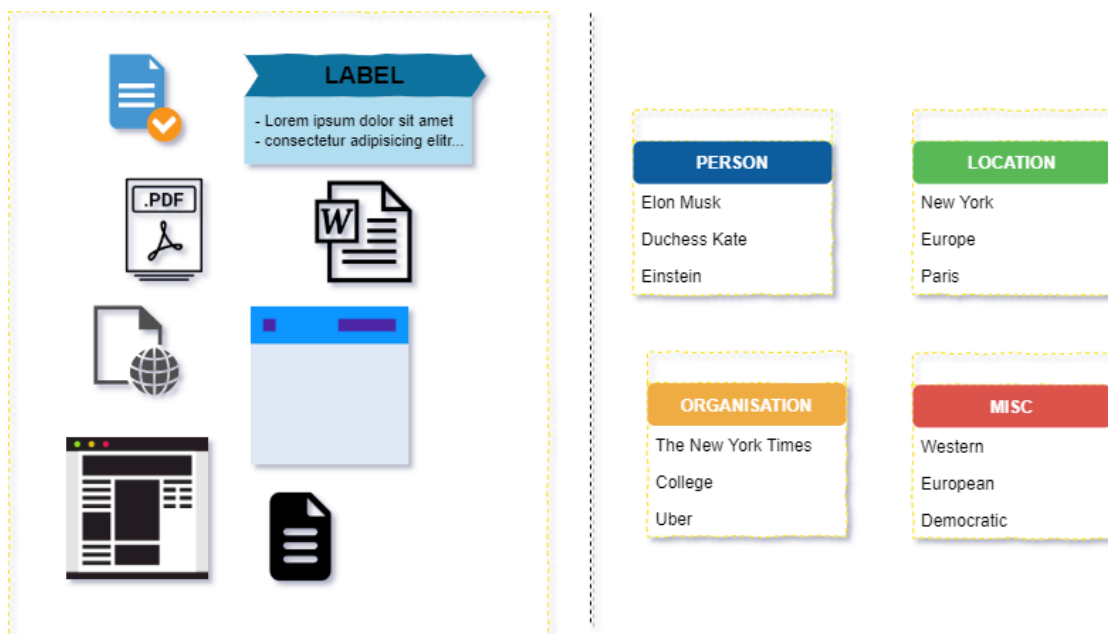 LABEL
- Lorem ipsum dolor sit amet
- consectetur adipisicing elitr...
.PDF
W
PERSON
Elon Musk
Duchess Kate
Einstein
LOCATION
New York
Europe
Paris
ORGANISATION
The New York Times
College
Uber
MISC
Western
European
Democratic